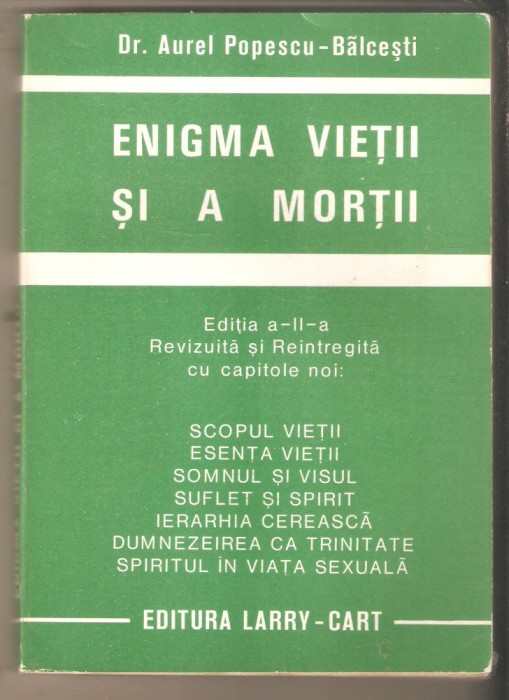 Dr. Aurel Popescu-Bălcești
ENIGMA VIEȚII
ȘI A MORȚII
Ediția a-II-a
Revizuită și Reintregită
cu capitole noi:
SCOPUL VIEȚII
ESENȚA VIEȚII
SOMNUL ȘI VISUL
SUFLET ȘI SPIRIT
IERARHIA CEREASCĂ
DUMNEZEIREA CA TRINITATE
SPIRITUL ÎN VIAȚA SEXUALĂ
EDITURA LARRY-CART